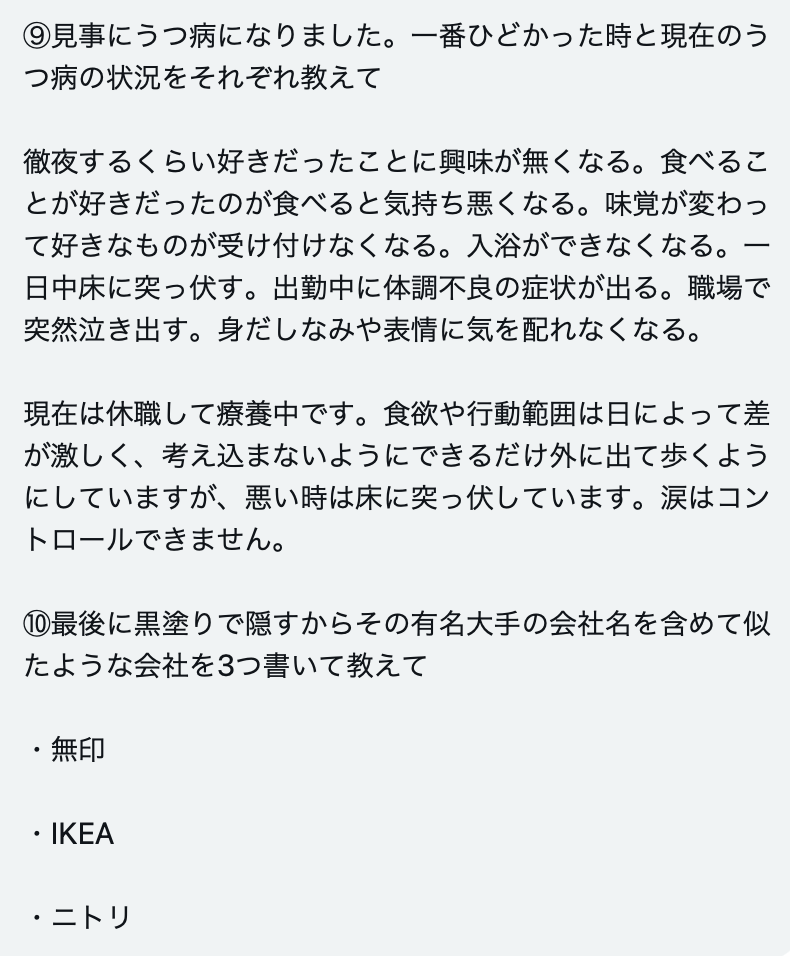 ⑨見事にうつ病になりました。一番ひどかった時と現在のう
つ病の状況をそれぞれ教えて
徹夜するくらい好きだったことに興味が無くなる。食べるこ
とが好きだったのが食べると気持ち悪くなる。味覚が変わっ
て好きなものが受け付けなくなる。入浴ができなくなる。一
日中床に突っ伏す。出勤中に体調不良の症状が出る。職場で
突然泣き出す。身だしなみや表情に気を配れなくなる。
現在は休職して療養中です。食欲や行動範囲は日によって差
が激しく、考え込まないようにできるだけ外に出て歩くよう
にしていますが、悪い時は床に突っ伏しています。涙はコン
トロールできません。
⑩最後に黒塗りで隠すからその有名大手の会社名を含めて似
たような会社を3つ書いて教えて
・無印
・IKEA
・ニトリ